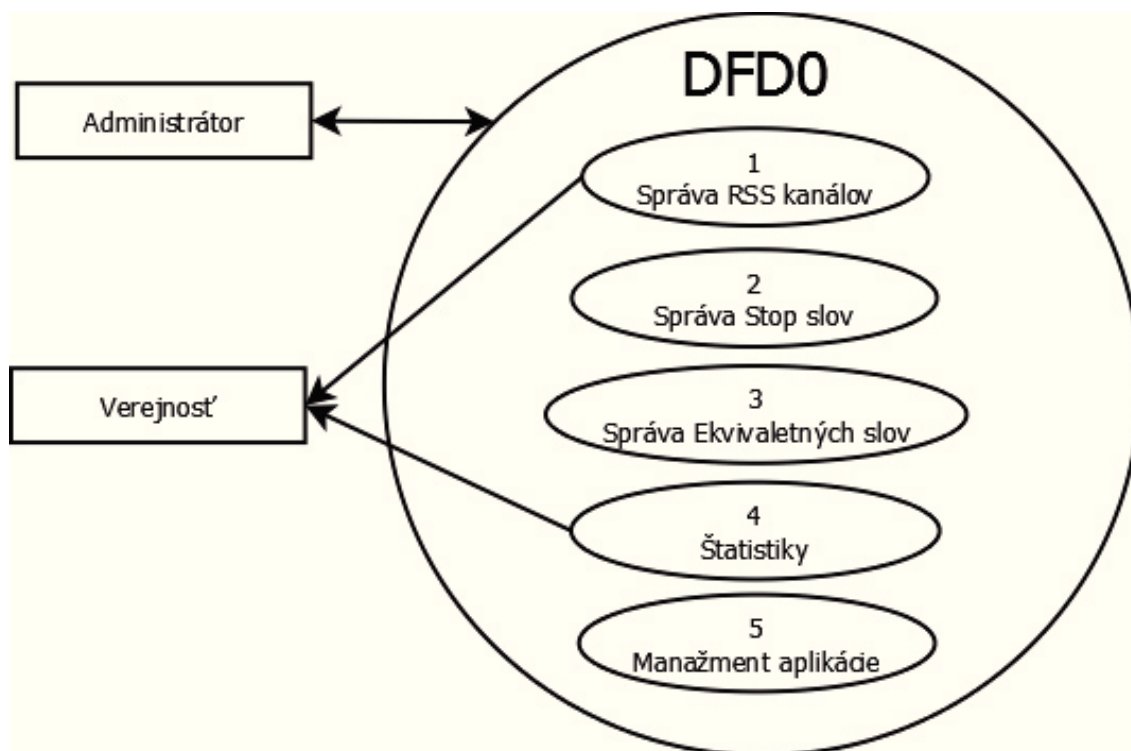 DFD0
Administrátor
1
Správa RSS kanálov
2
Správa Stop slov
Verejnosť
3
Správa Ekvivaletných slov
4
Štatistiky
5
Manažment aplikácie